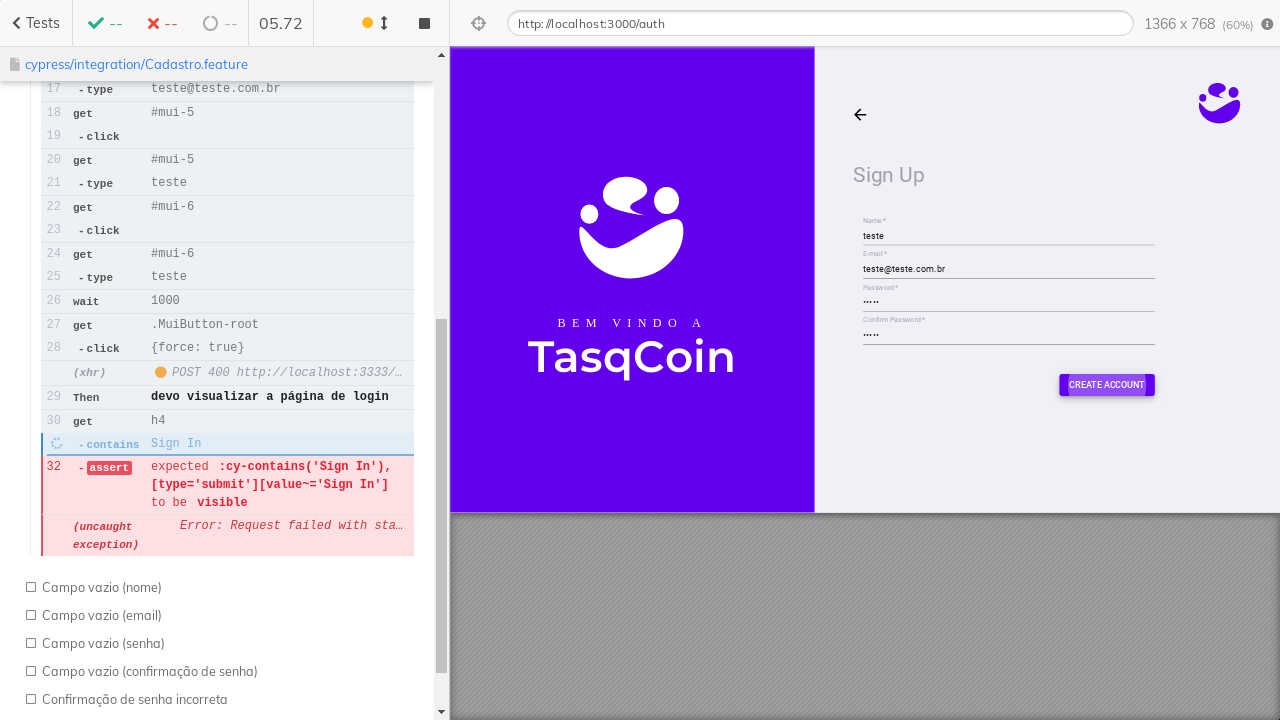 Tests
--
--
--
05.72
http://localhost:3000/auth
1366 x 768 (60%)
cypress/integration/Cadastro.feature
17 -type teste@teste.com.br
18 get #mui-5
19 -click
20 get #mui-5
21 -type teste
22 get #mui-6
23 -click
24 get #mui-6
25 -type teste
26 wait 1000
27 get .MuiButton-root
28 -click {force: true}
(xhr) POST 400 http://localhost:3333/…
29 Then devo visualizar a página de login
30 get h4
-contains Sign In
32 -assert expected :cy-contains('Sign In'),
[type='submit'][value~='Sign In']
to be visible
(uncaught Error: Request failed with sta…
exception)
Campo vazio (nome)
Campo vazio (email)
Campo vazio (senha)
Campo vazio (confirmação de senha)
Confirmação de senha incorreta
BEM VINDO A
TasqCoin
Sign Up
Name *
teste
E-mail *
teste@teste.com.br
Password *
•••••
Confirm Password *
•••••
CREATE ACCOUNT